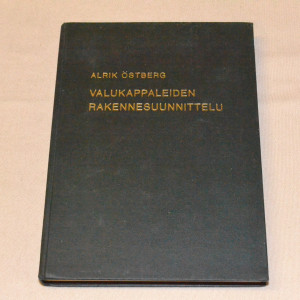 ALRIK ÖSTBERG
VALUKAPPALEIDEN
RAKENNESUUNNITTELU